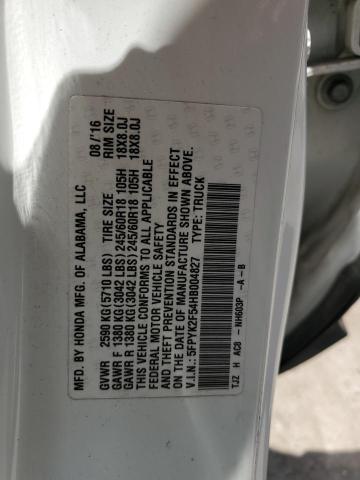 MFD. BY HONDA MFG. OF ALABAMA, LLC 08/'16
GVWR 2590 KG(5710 LBS) TIRE SIZE RIM SIZE
GAWR F 1380 KG(3042 LBS) 245/60R18 105H 18X8.0J
GAWR R 1380 KG(3042 LBS) 245/60R18 105H 18X8.0J
THIS VEHICLE CONFORMS TO ALL APPLICABLE
FEDERAL MOTOR VEHICLE SAFETY
AND THEFT PREVENTION STANDARDS IN EFFECT
ON THE DATE OF MANUFACTURE SHOWN ABOVE.
V.I.N.: 5FPYK2F54HB004827 TYPE: TRUCK
TJZ H AC8 - NH603P -A-B